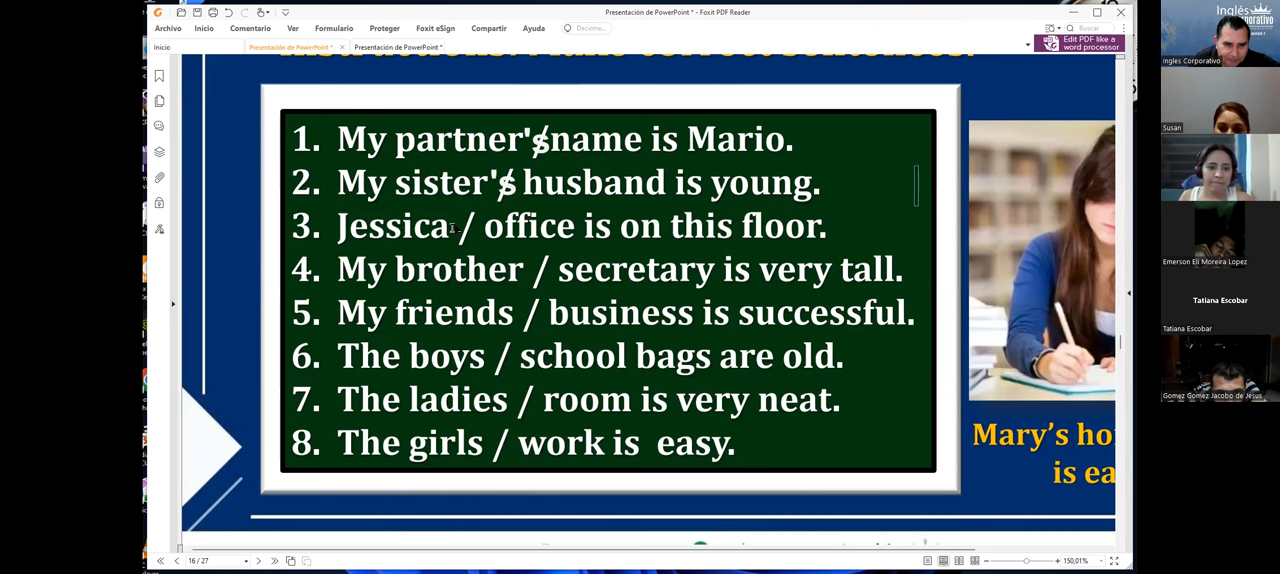 Presentación de PowerPoint * - Foxit PDF Reader
Archivo Inicio Comentario Ver Formulario Proteger Foxit eSign Compartir Ayuda Decirme... Buscar
Inicio Presentación de PowerPoint * × Presentación de PowerPoint *
Edit PDF like a
word processor
1. My partner's name is Mario.
2. My sister's husband is young.
3. Jessica / office is on this floor.
4. My brother / secretary is very tall.
5. My friends / business is successful.
6. The boys / school bags are old.
7. The ladies / room is very neat.
8. The girls / work is easy.
Mary's ho
is ea
16 / 27
150,01%
Inglés
Corporativo
Ingles Corporativo
Susan
Emerson Eli Moreira Lopez
Tatiana Escobar
Tatiana Escobar
Gomez Gomez Jacobo de Jesus